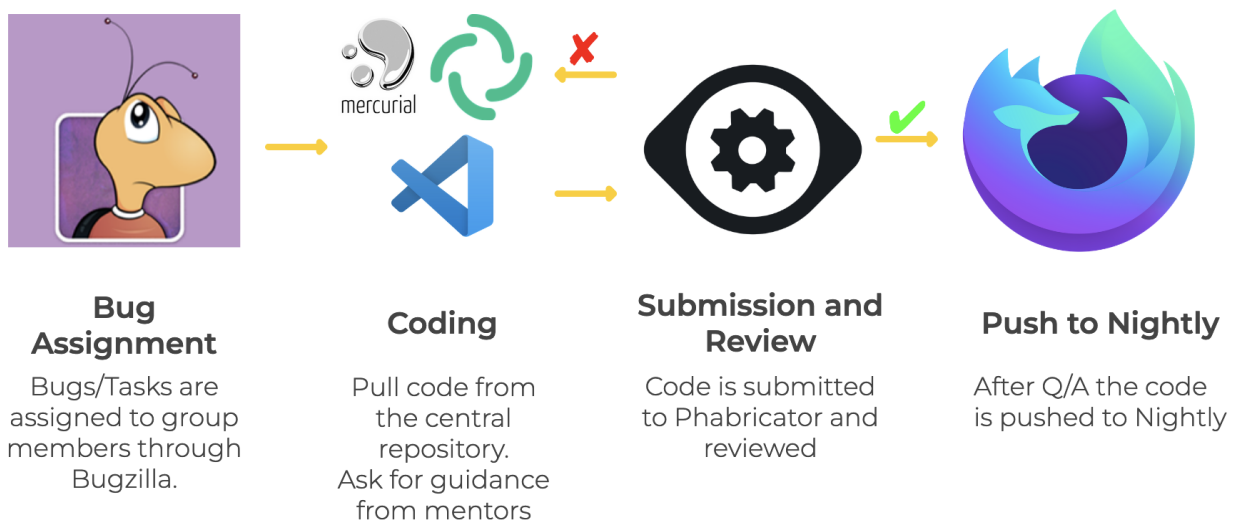 mercurial
Bug
Assignment
Bugs/Tasks are
assigned to group
members through
Bugzilla.
Coding
Pull code from
the central
repository.
Ask for guidance
from mentors
Submission and
Review
Code is submitted
to Phabricator and
reviewed
Push to Nightly
After Q/A the code
is pushed to Nightly